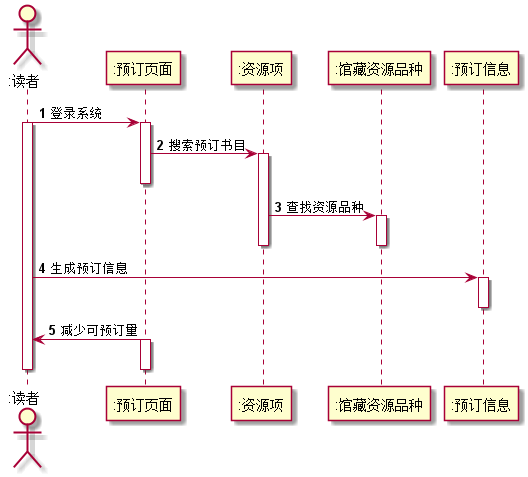 :读者
:预订页面
:资源项
:馆藏资源品种
:预订信息
1 登录系统
2 搜索预订书目
3 查找资源品种
4 生成预订信息
5 减少可预订量
:读者
:预订页面
:资源项
:馆藏资源品种
:预订信息